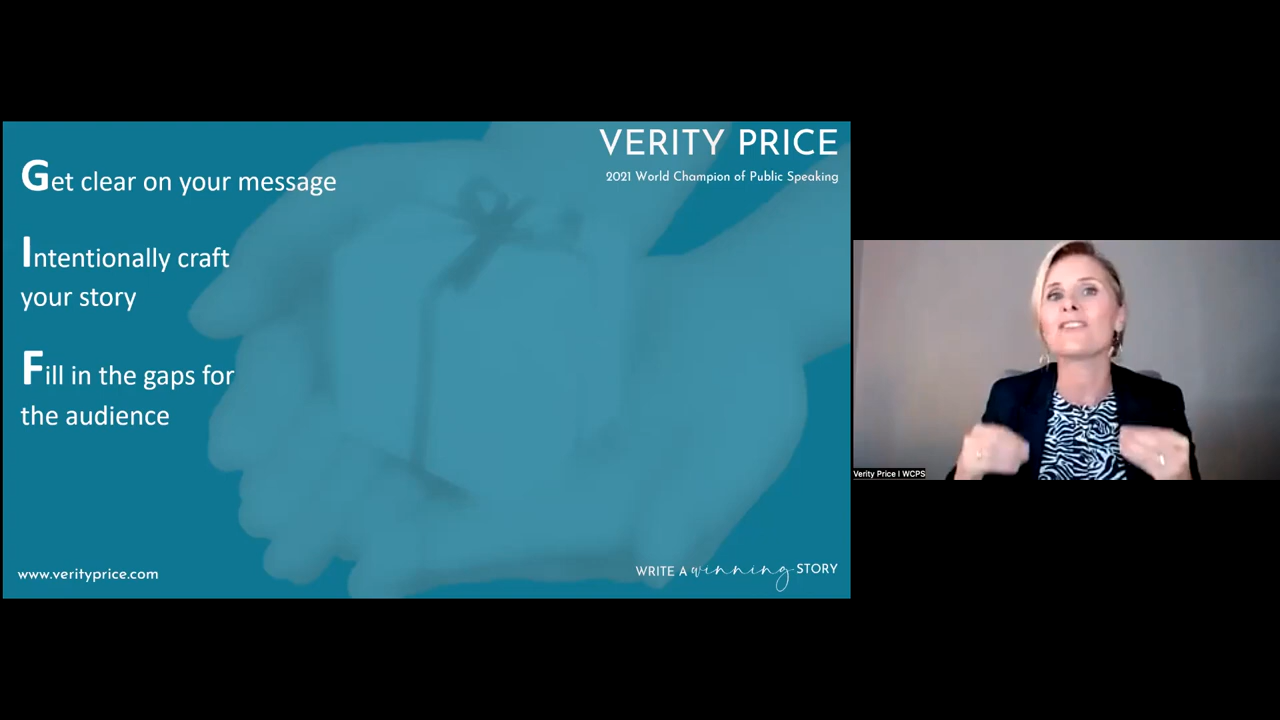 VERITY PRICE
2021 World Champion of Public Speaking
Get clear on your message
Intentionally craft
your story
Fill in the gaps for
the audience
www.verityprice.com
WRITE A winning STORY
Verity Price I WCPS